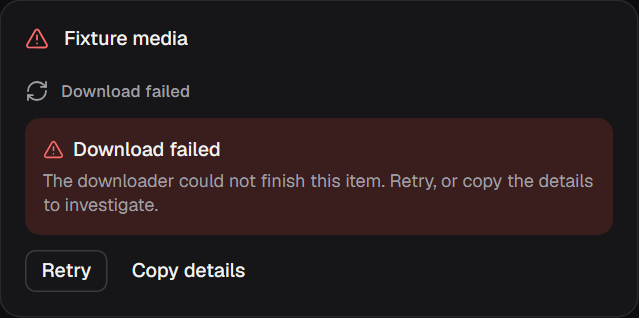 Fixture media
Download failed
Download failed
The downloader could not finish this item. Retry, or copy the details
to investigate.
Retry
Copy details